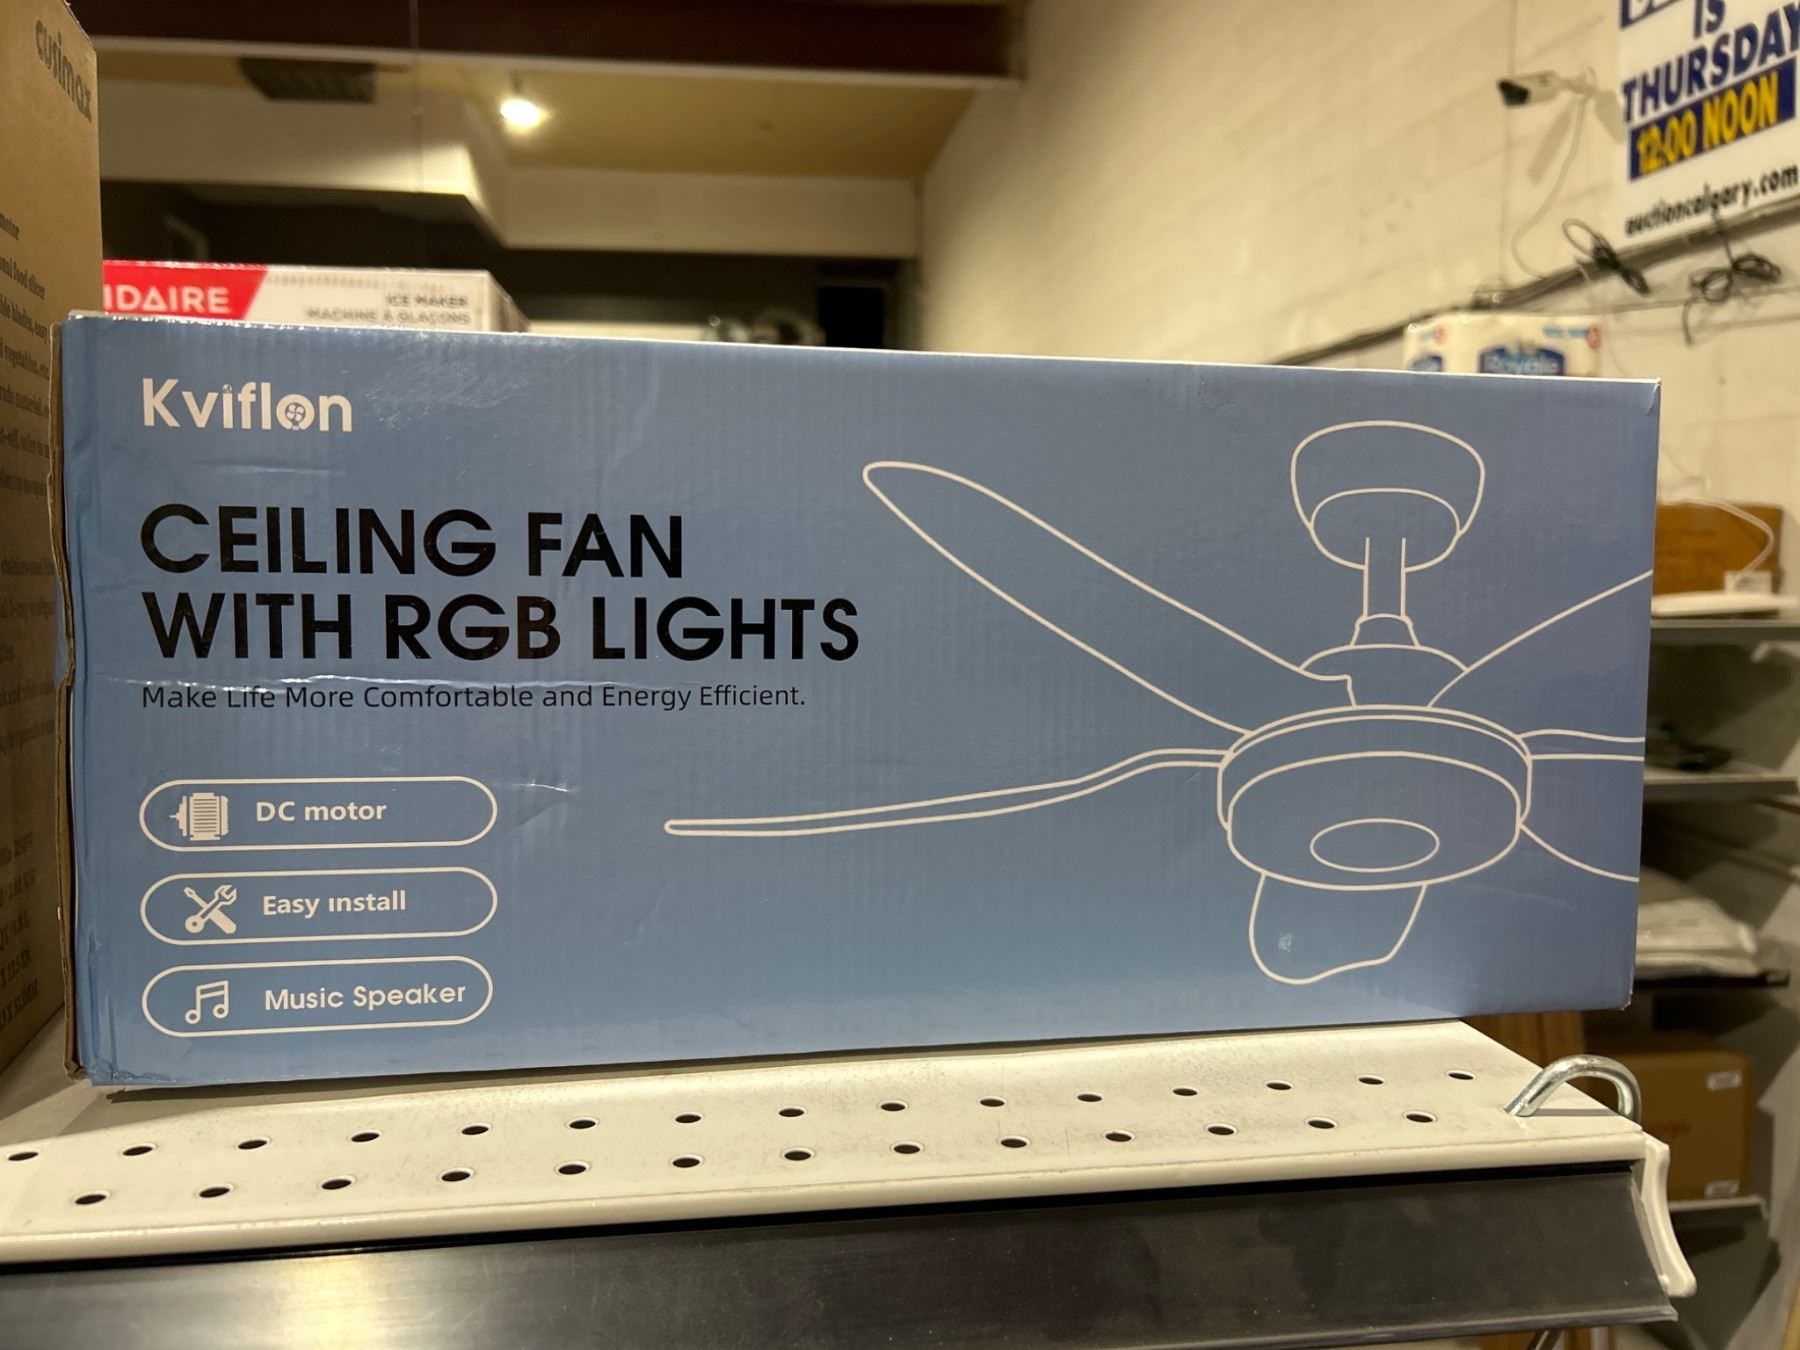 cusimax
IS
THURSDAY
12:00 NOON
auctioncalgary.com
IDAIRE
ICE MAKER
MACHINE À GLAÇONS
Kviflon
CEILING FAN
WITH RGB LIGHTS
Make Life More Comfortable and Energy Efficient.
DC motor
Easy install
Music Speaker